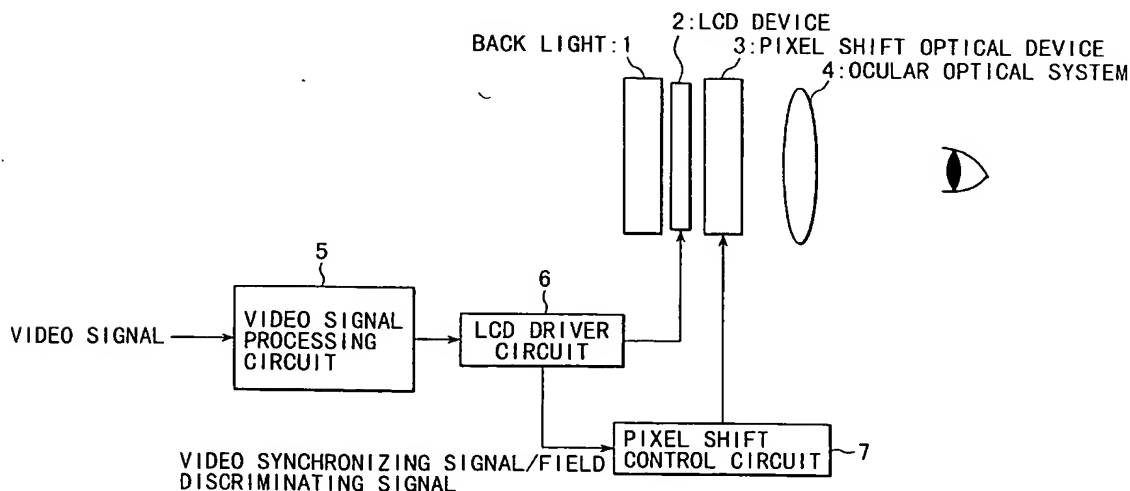 2:LCD DEVICE
BACK LIGHT:1
3:PIXEL SHIFT OPTICAL DEVICE
4:OCULAR OPTICAL SYSTEM
5
6
VIDEO SIGNAL
VIDEO SIGNAL
PROCESSING
CIRCUIT
LCD DRIVER
CIRCUIT
PIXEL SHIFT
CONTROL CIRCUIT
7
VIDEO SYNCHRONIZING SIGNAL/FIELD
DISCRIMINATING SIGNAL